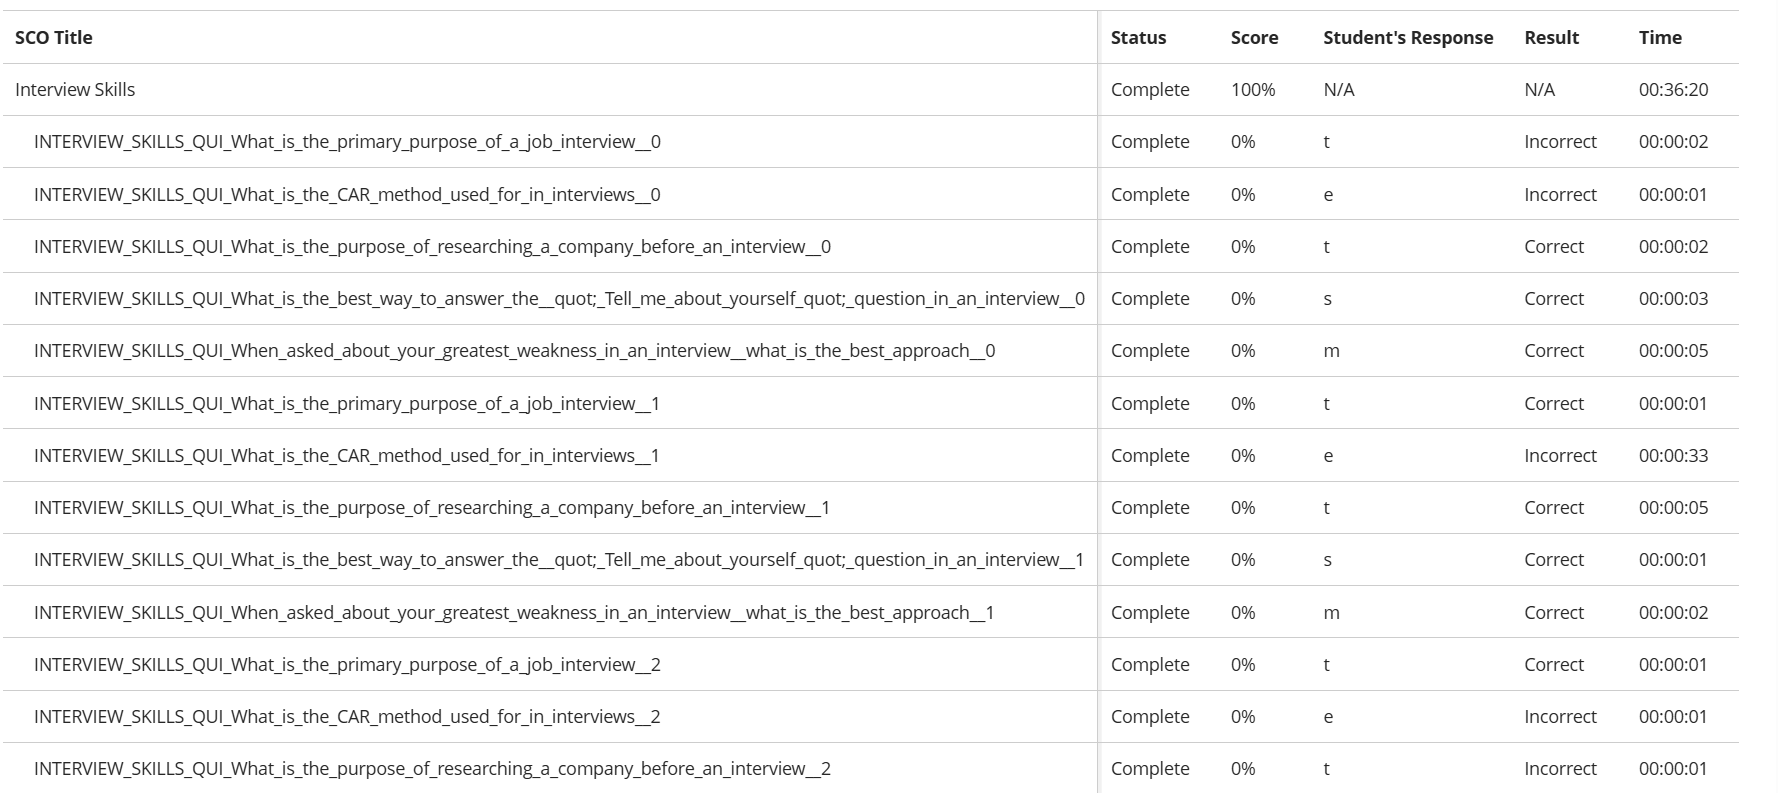 SCO Title Status Score Student's Response Result Time
Interview Skills Complete 100% N/A N/A 00:36:20
INTERVIEW_SKILLS_QUI_What_is_the_primary_purpose_of_a_job_interview__0 Complete 0% t Incorrect 00:00:02
INTERVIEW_SKILLS_QUI_What_is_the_CAR_method_used_for_in_interviews__0 Complete 0% e Incorrect 00:00:01
INTERVIEW_SKILLS_QUI_What_is_the_purpose_of_researching_a_company_before_an_interview__0 Complete 0% t Correct 00:00:02
INTERVIEW_SKILLS_QUI_What_is_the_best_way_to_answer_the__quot;_Tell_me_about_yourself_quot;_question_in_an_interview__0 Complete 0% s Correct 00:00:03
INTERVIEW_SKILLS_QUI_When_asked_about_your_greatest_weakness_in_an_interview__what_is_the_best_approach__0 Complete 0% m Correct 00:00:05
INTERVIEW_SKILLS_QUI_What_is_the_primary_purpose_of_a_job_interview__1 Complete 0% t Correct 00:00:01
INTERVIEW_SKILLS_QUI_What_is_the_CAR_method_used_for_in_interviews__1 Complete 0% e Incorrect 00:00:33
INTERVIEW_SKILLS_QUI_What_is_the_purpose_of_researching_a_company_before_an_interview__1 Complete 0% t Correct 00:00:05
INTERVIEW_SKILLS_QUI_What_is_the_best_way_to_answer_the__quot;_Tell_me_about_yourself_quot;_question_in_an_interview__1 Complete 0% s Correct 00:00:01
INTERVIEW_SKILLS_QUI_When_asked_about_your_greatest_weakness_in_an_interview__what_is_the_best_approach__1 Complete 0% m Correct 00:00:02
INTERVIEW_SKILLS_QUI_What_is_the_primary_purpose_of_a_job_interview__2 Complete 0% t Correct 00:00:01
INTERVIEW_SKILLS_QUI_What_is_the_CAR_method_used_for_in_interviews__2 Complete 0% e Incorrect 00:00:01
INTERVIEW_SKILLS_QUI_What_is_the_purpose_of_researching_a_company_before_an_interview__2 Complete 0% t Incorrect 00:00:01